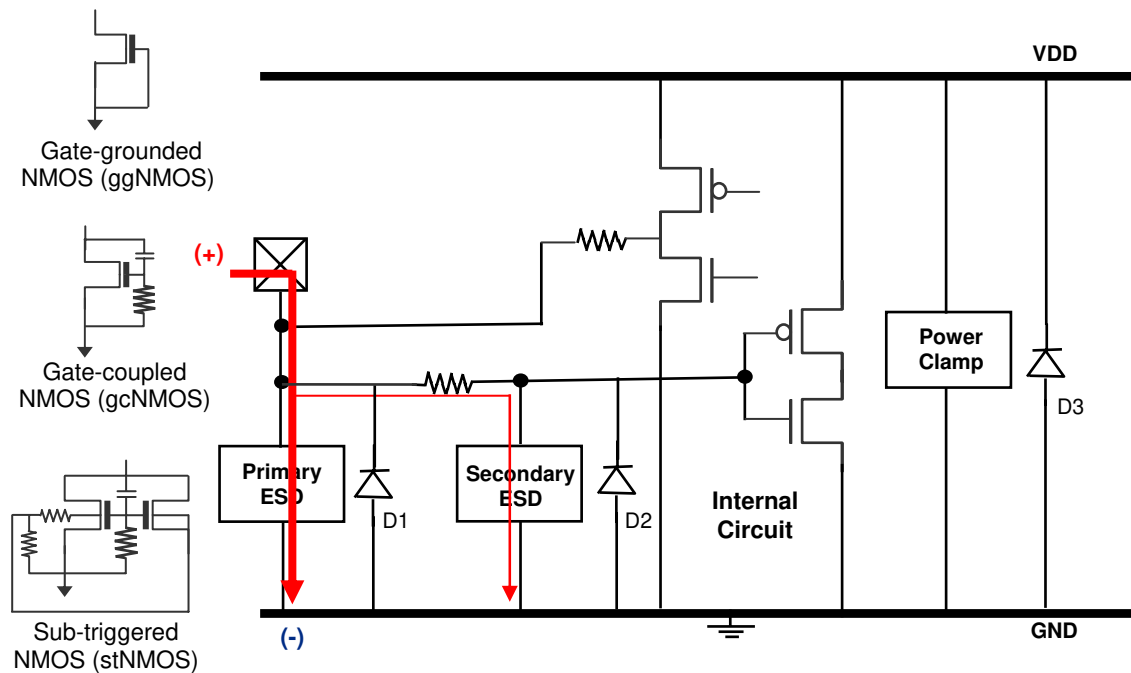 VDD
Gate-grounded
NMOS (ggNMOS)
(+)
Gate-coupled
NMOS (gcNMOS)
Power
Clamp
D3
Primary
ESD
D1
Secondary
ESD
D2
Internal
Circuit
Sub-triggered
NMOS (stNMOS)
(-)
GND